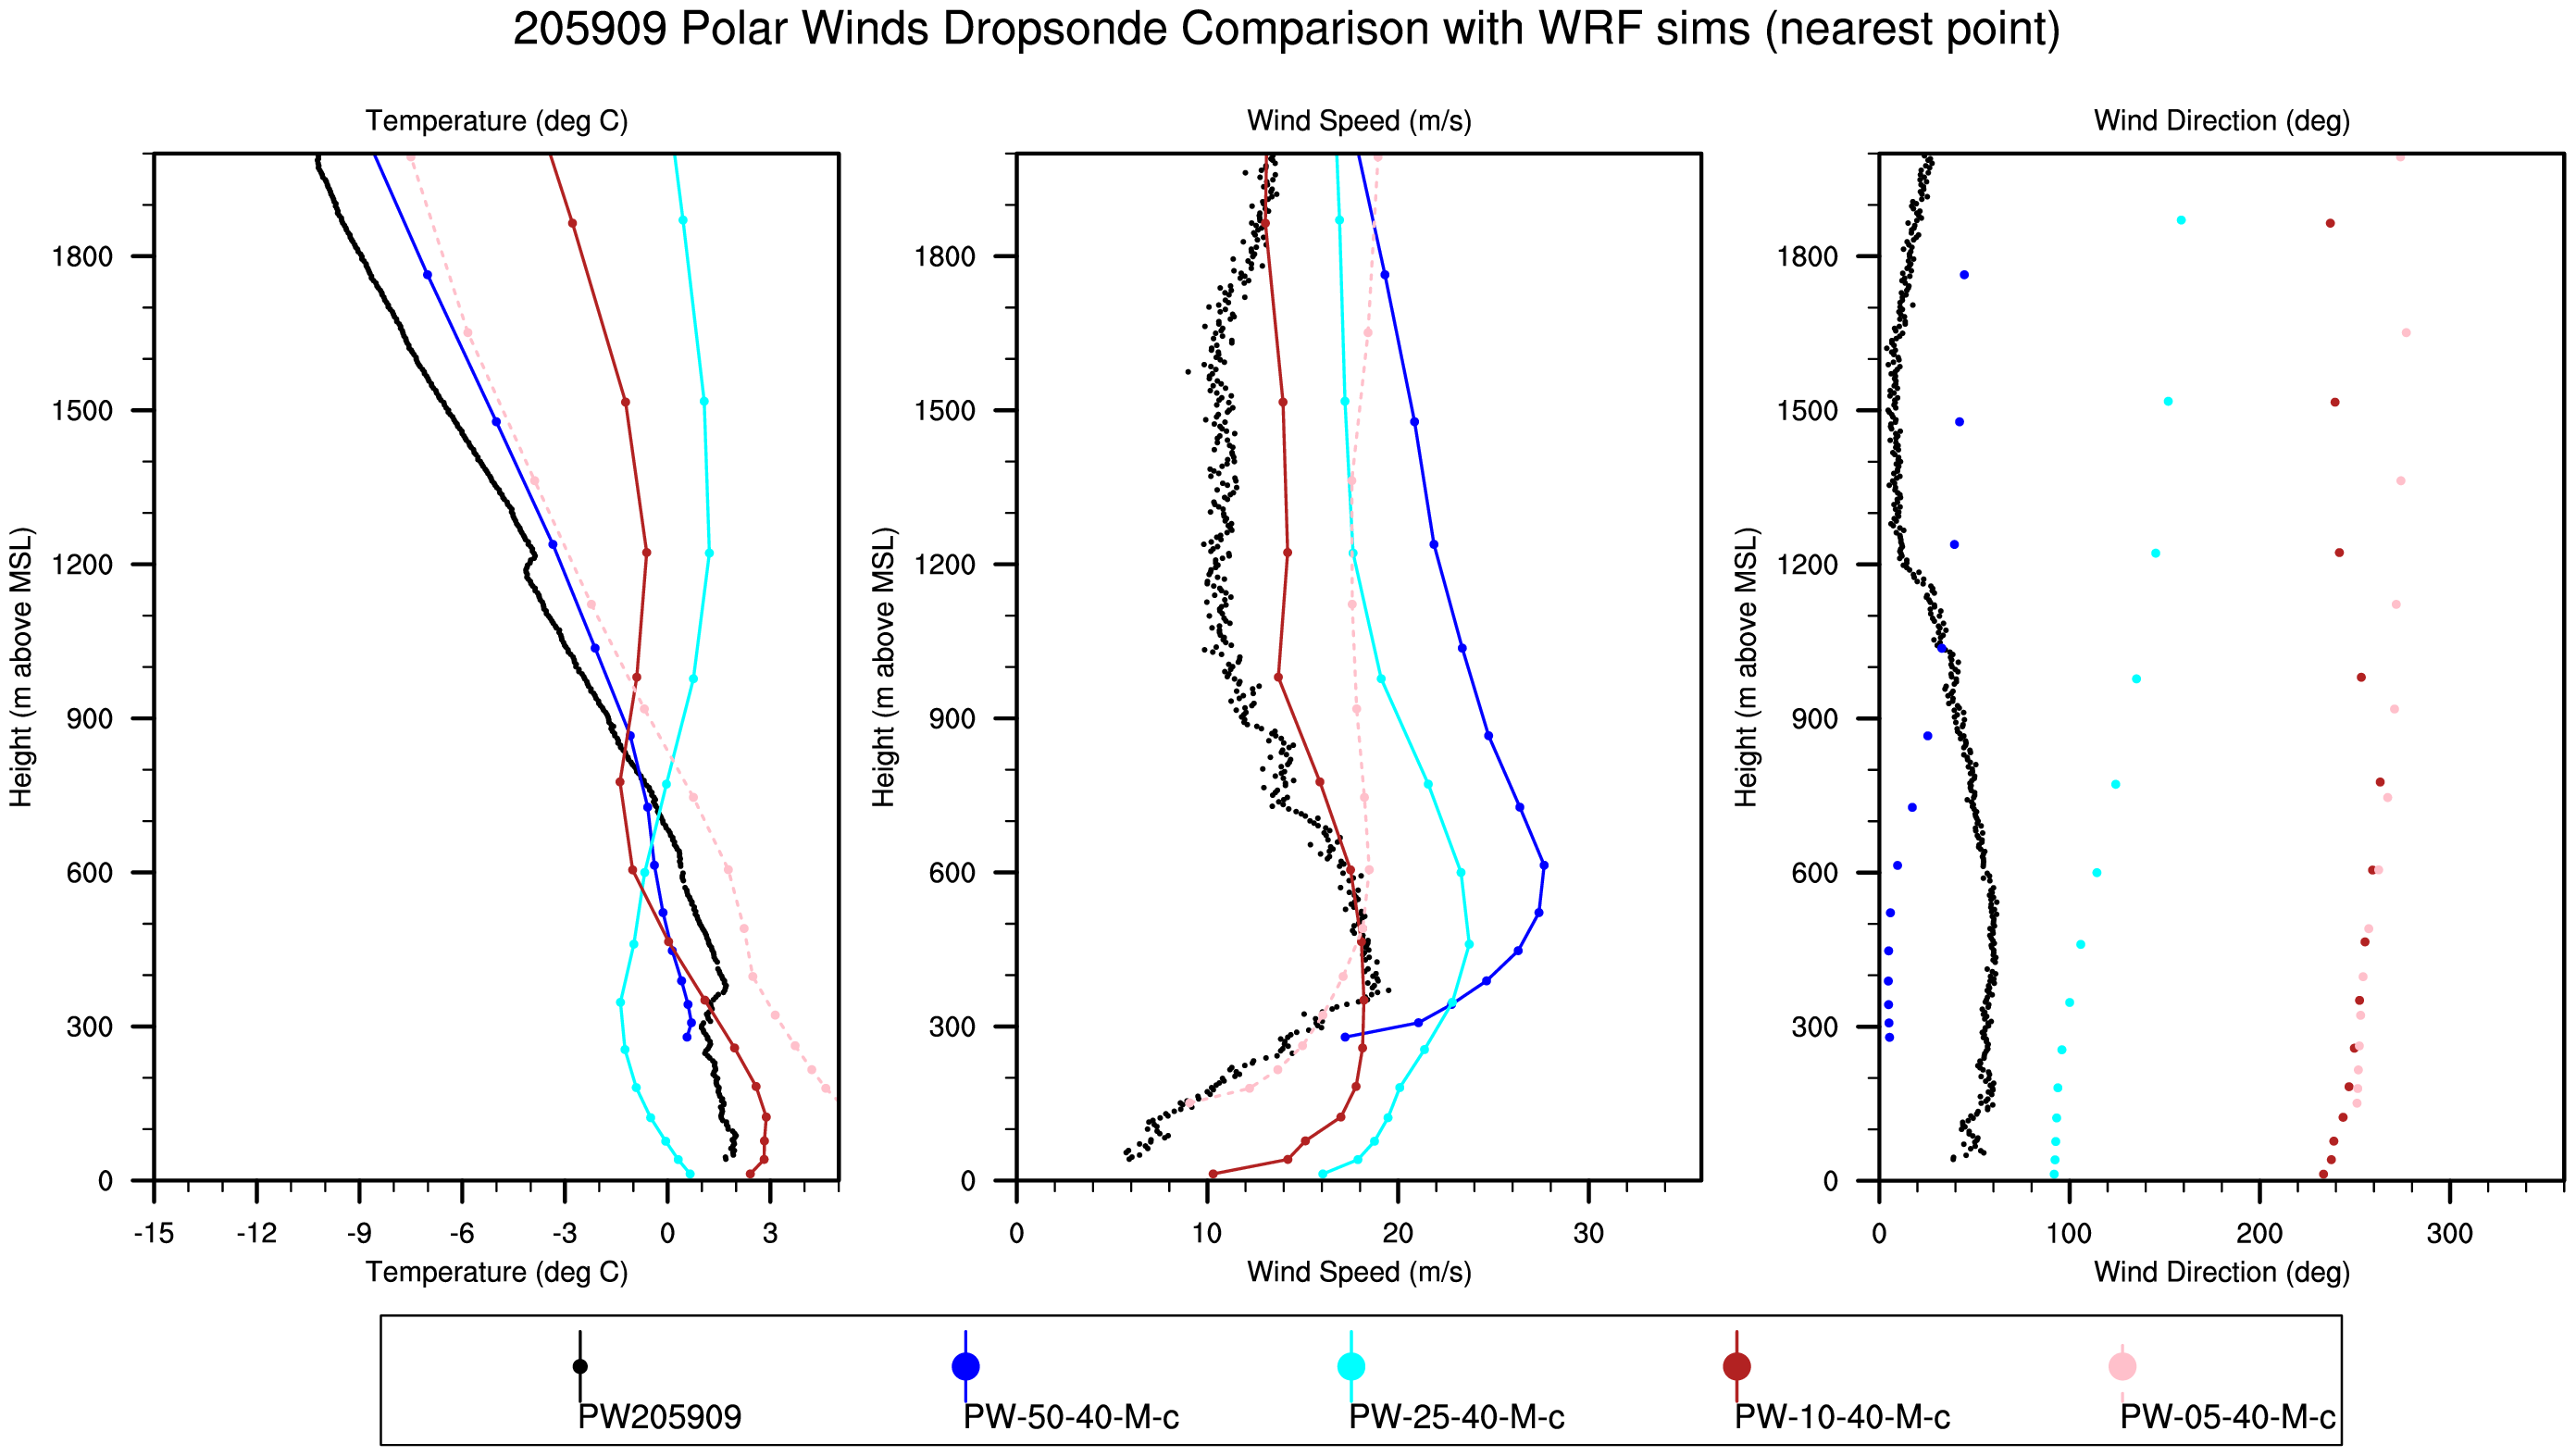 205909 Polar Winds Dropsonde Comparison with WRF sims (nearest point)
Temperature (deg C)
Wind Speed (m/s)
Wind Direction (deg)
Height (m above MSL)
1800
1500
1200
900
600
300
0
-15 -12 -9 -6 -3 0 3
Temperature (deg C)
Height (m above MSL)
1800
1500
1200
900
600
300
0
0 10 20 30
Wind Speed (m/s)
Height (m above MSL)
1800
1500
1200
900
600
300
0
0 100 200 300
Wind Direction (deg)
PW205909
PW-50-40-M-c
PW-25-40-M-c
PW-10-40-M-c
PW-05-40-M-c